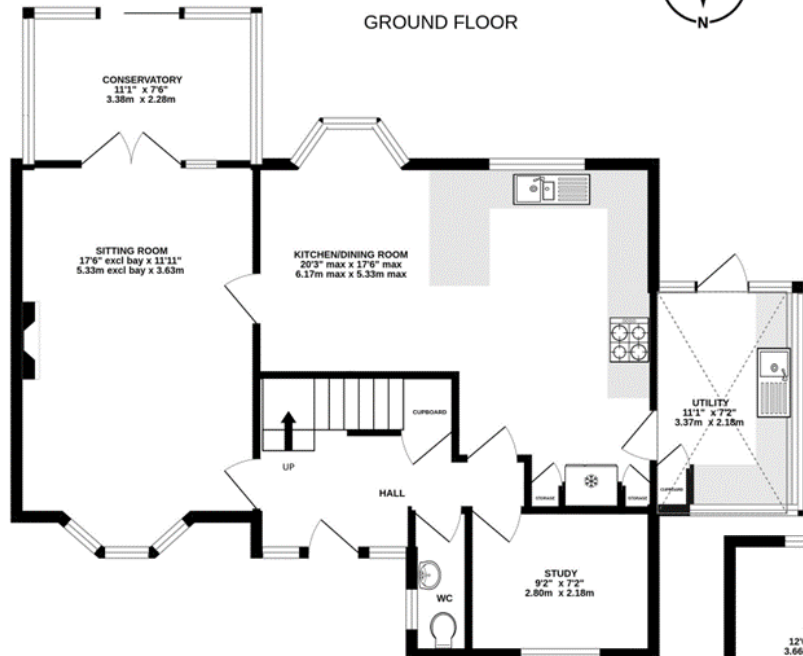 GROUND FLOOR
N
CONSERVATORY
11'1" x 7'6"
3.38m x 2.28m
SITTING ROOM
17'6" excl bay x 11'11"
5.33m excl bay x 3.63m
KITCHEN/DINING ROOM
20'3" max x 17'6" max
6.17m max x 5.33m max
UTILITY
11'1" x 7'2"
3.37m x 2.18m
CUPBOARD
UP
HALL
STORAGE
STORAGE
CUPBOARD
STUDY
9'2" x 7'2"
2.80m x 2.18m
WC
3.66